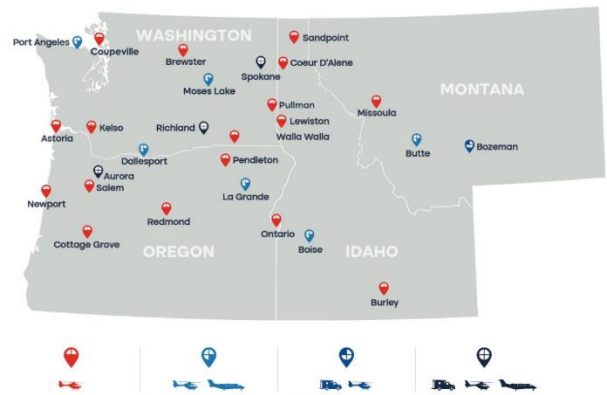 WASHINGTON
Port Angeles
Coupeville
Sandpoint
Brewster
Spokane
Coeur D'Alene
Moses Lake
MONTANA
Pullman
Missoula
Lewiston
Astoria
Kelso
Richland
Walla Walla
Butte
Bozeman
Dallesport
Pendleton
Aurora
Salem
La Grande
Newport
Redmond
Ontario
Cottage Grove
OREGON
Boise
IDAHO
Burley